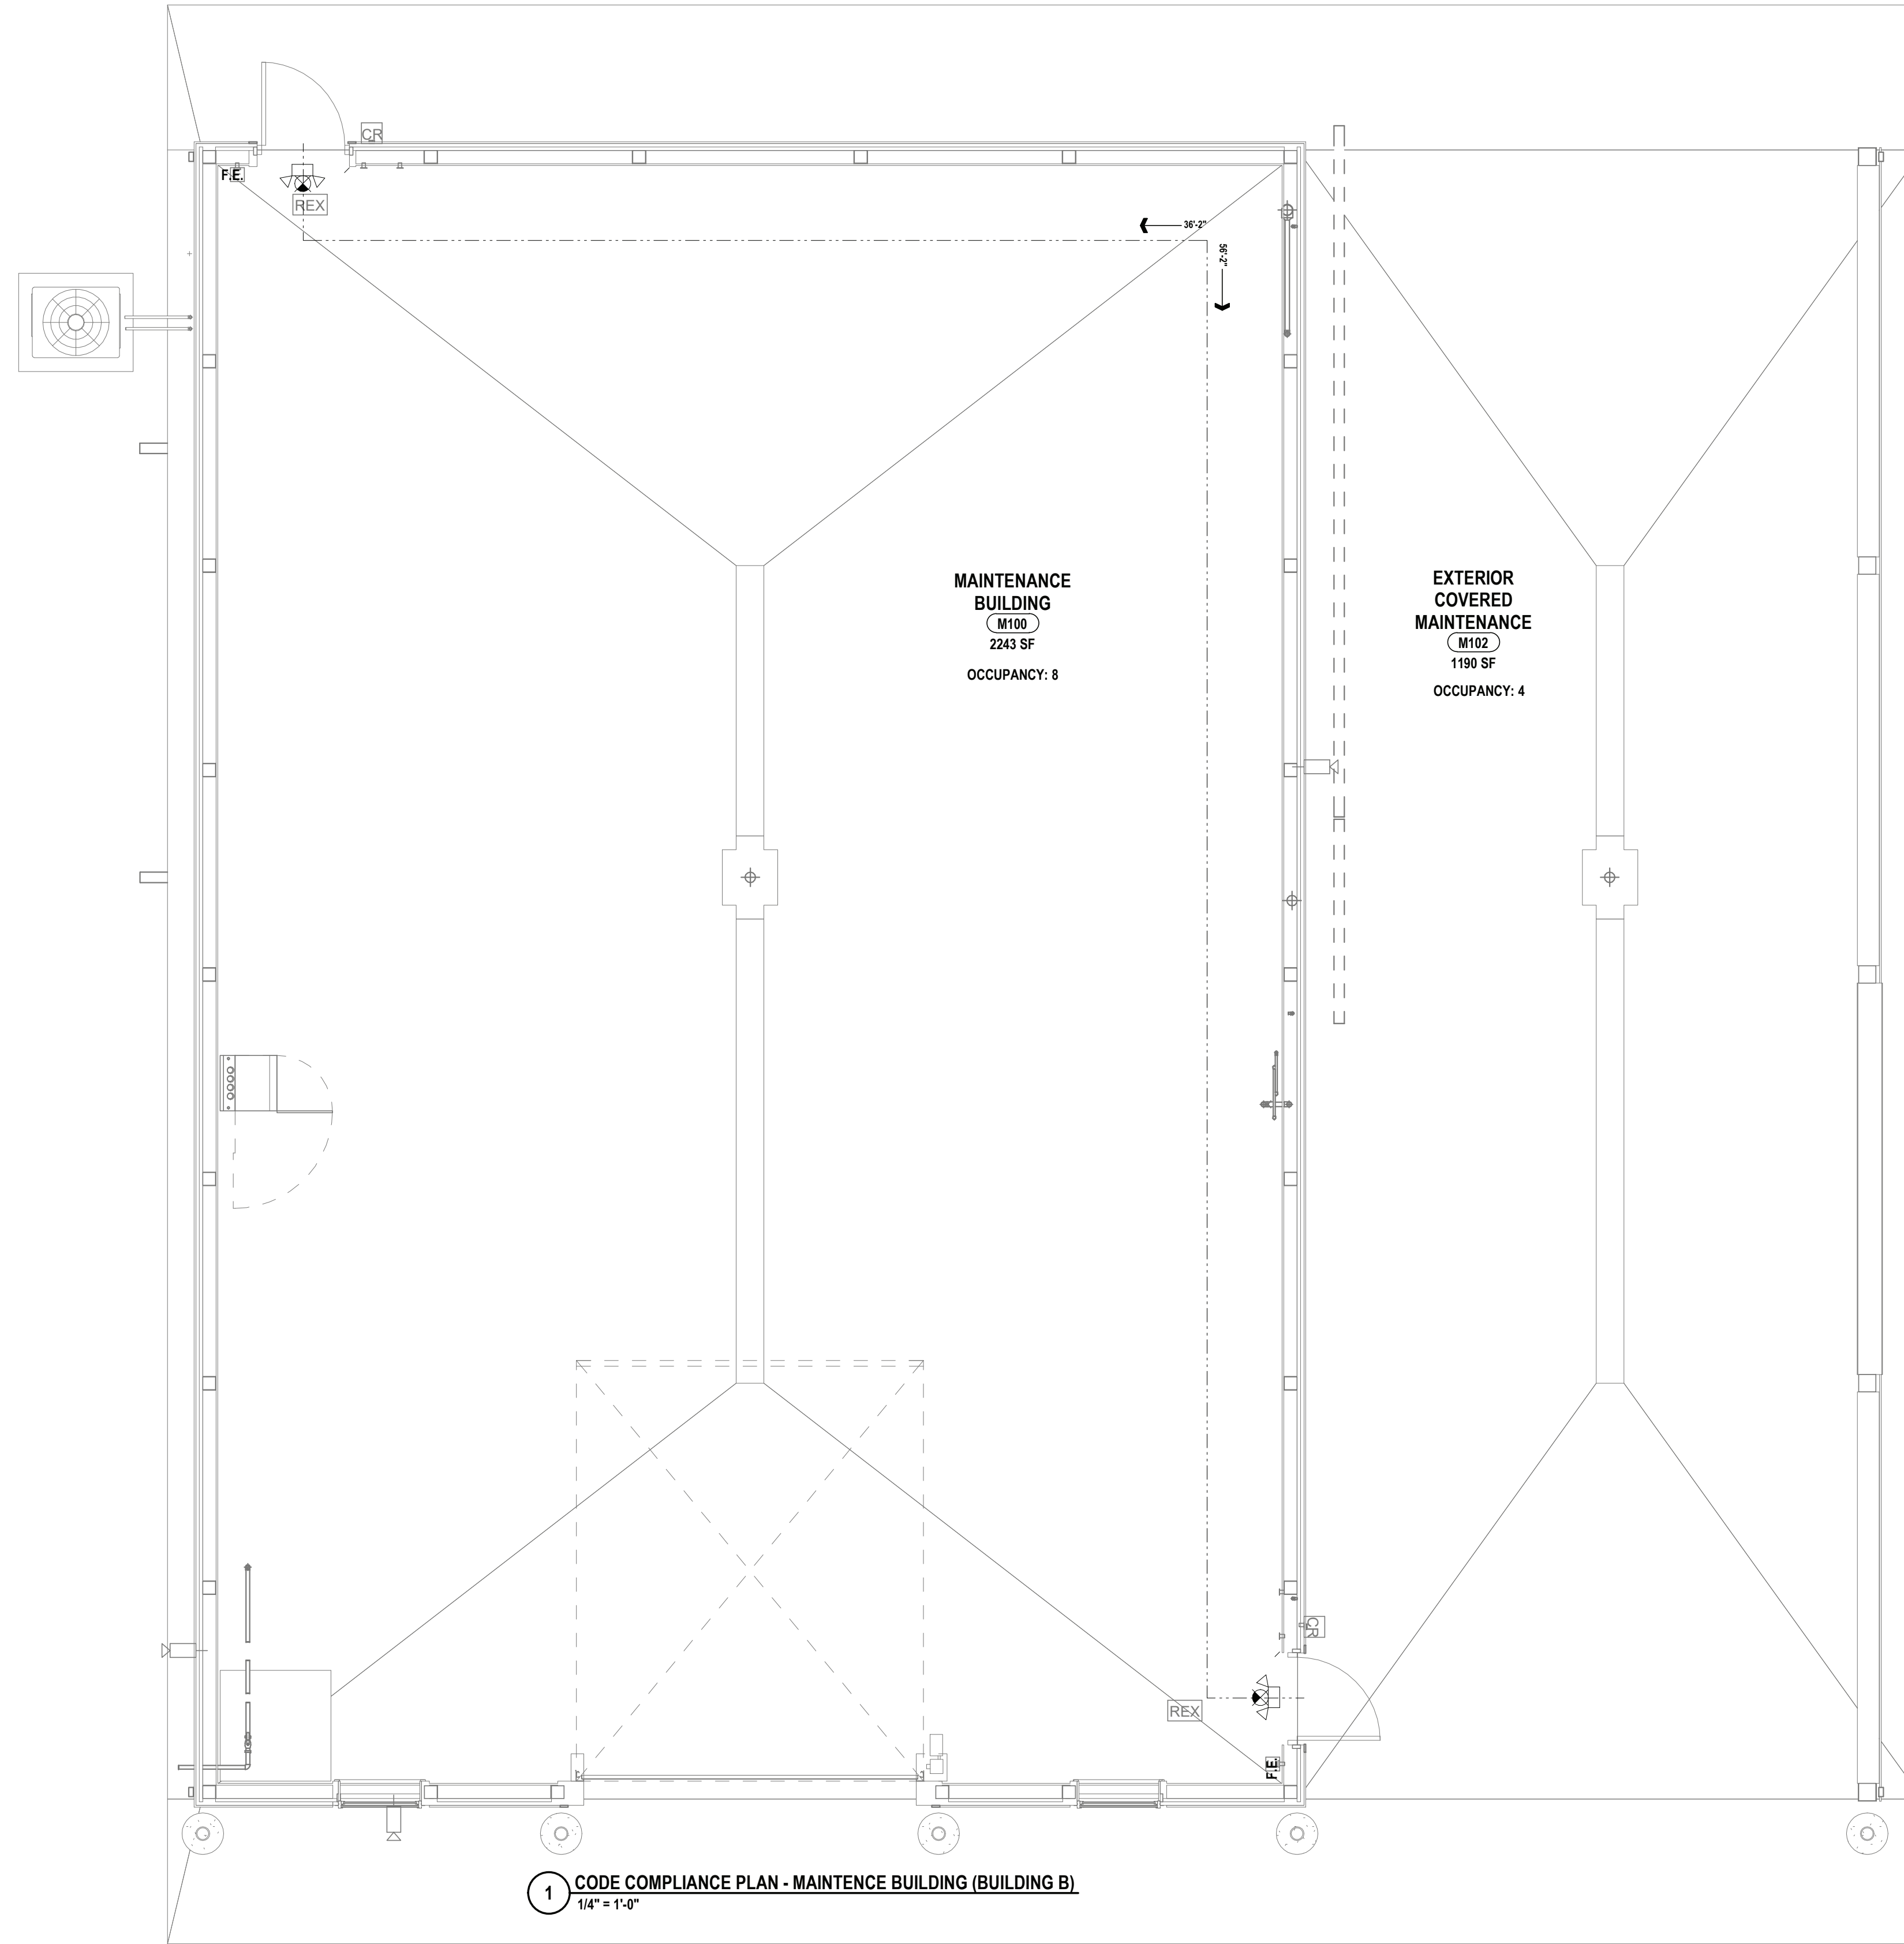 CR
F.E.
REX
36'-2"
56'-2"
MAINTENANCE
BUILDING
M100
2243 SF
OCCUPANCY: 8
EXTERIOR
COVERED
MAINTENANCE
M102
1190 SF
OCCUPANCY: 4
CR
REX
F.E.
1
CODE COMPLIANCE PLAN - MAINTENCE BUILDING (BUILDING B)
1/4" = 1'-0"